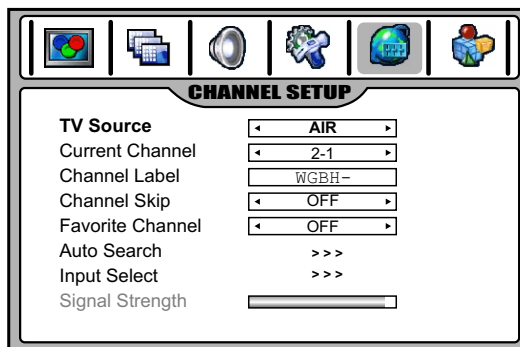 CHANNEL SETUP
TV Source AIR
Current Channel 2-1
Channel Label WGBH-
Channel Skip OFF
Favorite Channel OFF
Auto Search >>>
Input Select >>>
Signal Strength